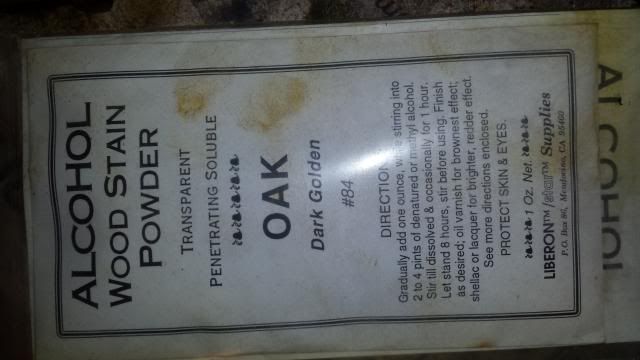 ALCOHOL
WOOD STAIN
POWDER
TRANSPARENT
PENETRATING SOLUBLE
OAK
Dark Golden
#84
DIRECTION
Gradually add one ounce, while stirring into
2 to 4 pints of denatured or methyl alcohol.
Stir till dissolved & occasionally for 1 hour.
Let stand 8 hours, stir before using. Finish
as desired; oil varnish for brownest effect;
shellac or lacquer for brighter, redder effect.
See more directions enclosed.
PROTECT SKIN & EYES.
1 Oz. Net.
LIBERON™ Supplies
P.O. Box 86, Mendocino, CA 95460
ALCOHOL